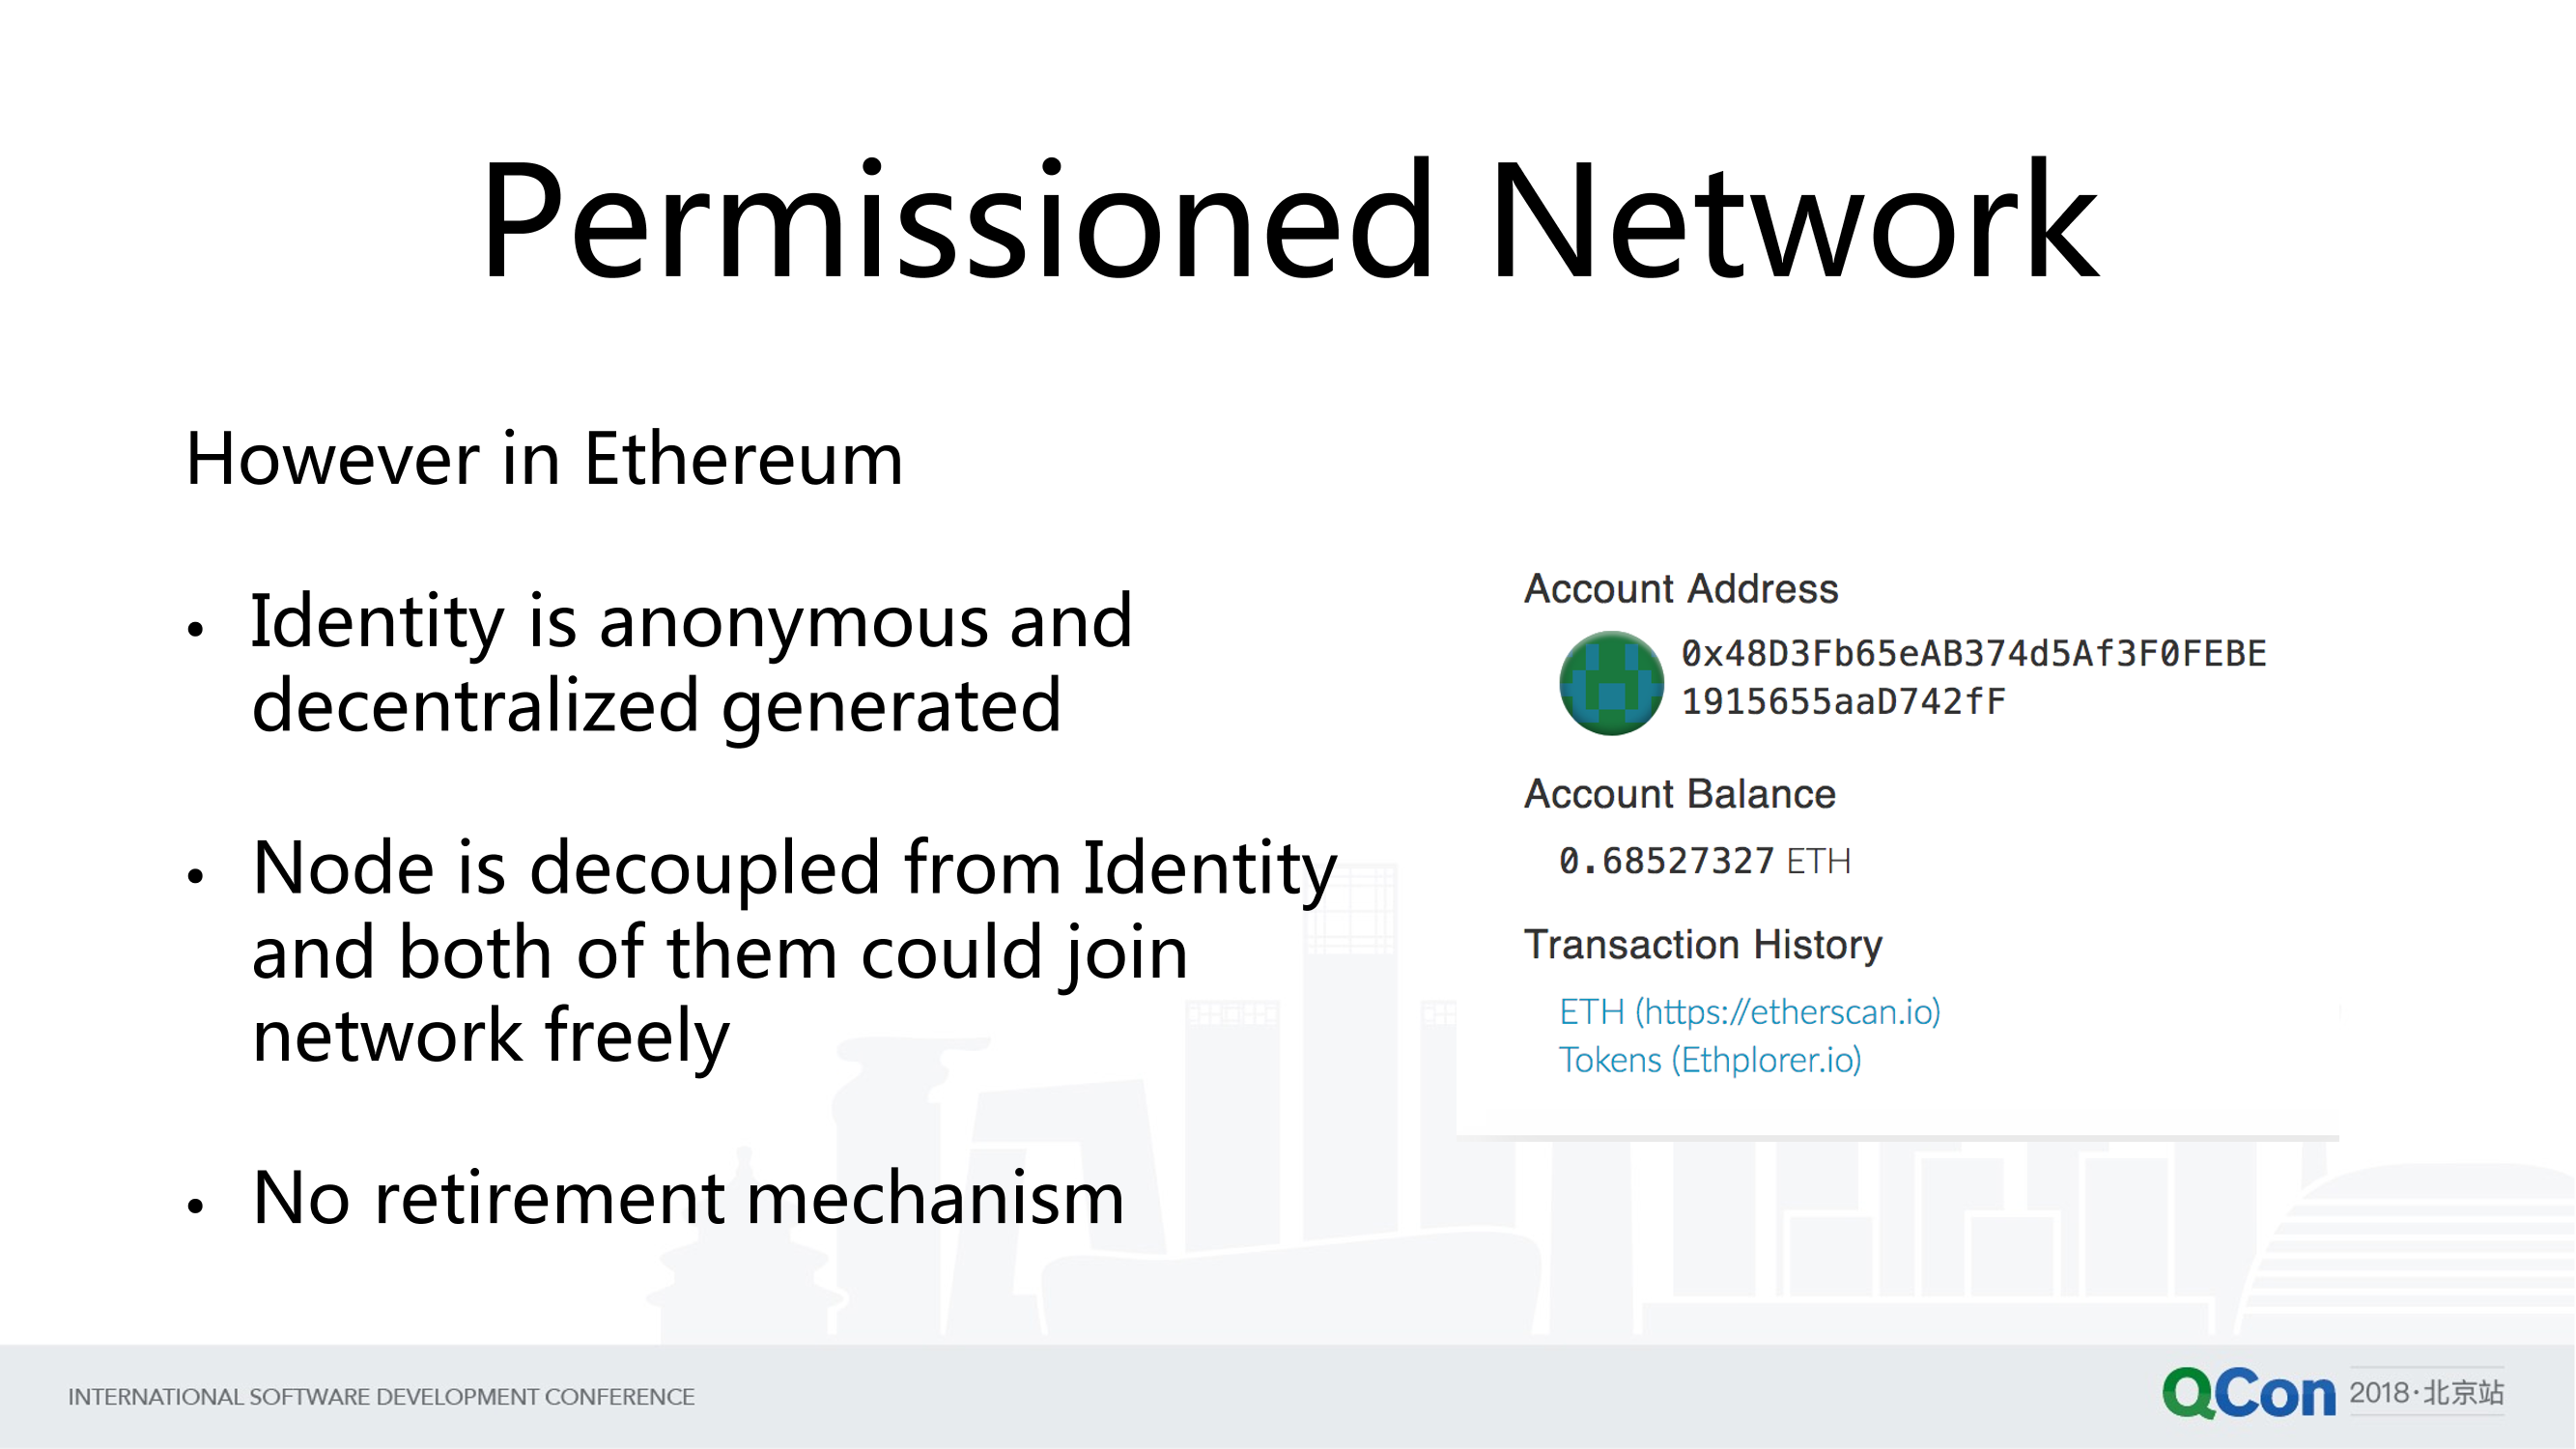 Permissioned Network
However in Ethereum
• Identity is anonymous and
decentralized generated
• Node is decoupled from Identity
and both of them could join
network freely
• No retirement mechanism
Account Address
0x48D3Fb65eAB374d5Af3F0FEBE
1915655aaD742fF
Account Balance
0.68527327 ETH
Transaction History
ETH (https://etherscan.io)
Tokens (Ethplorer.io)
INTERNATIONAL SOFTWARE DEVELOPMENT CONFERENCE
QCon 2018·北京站